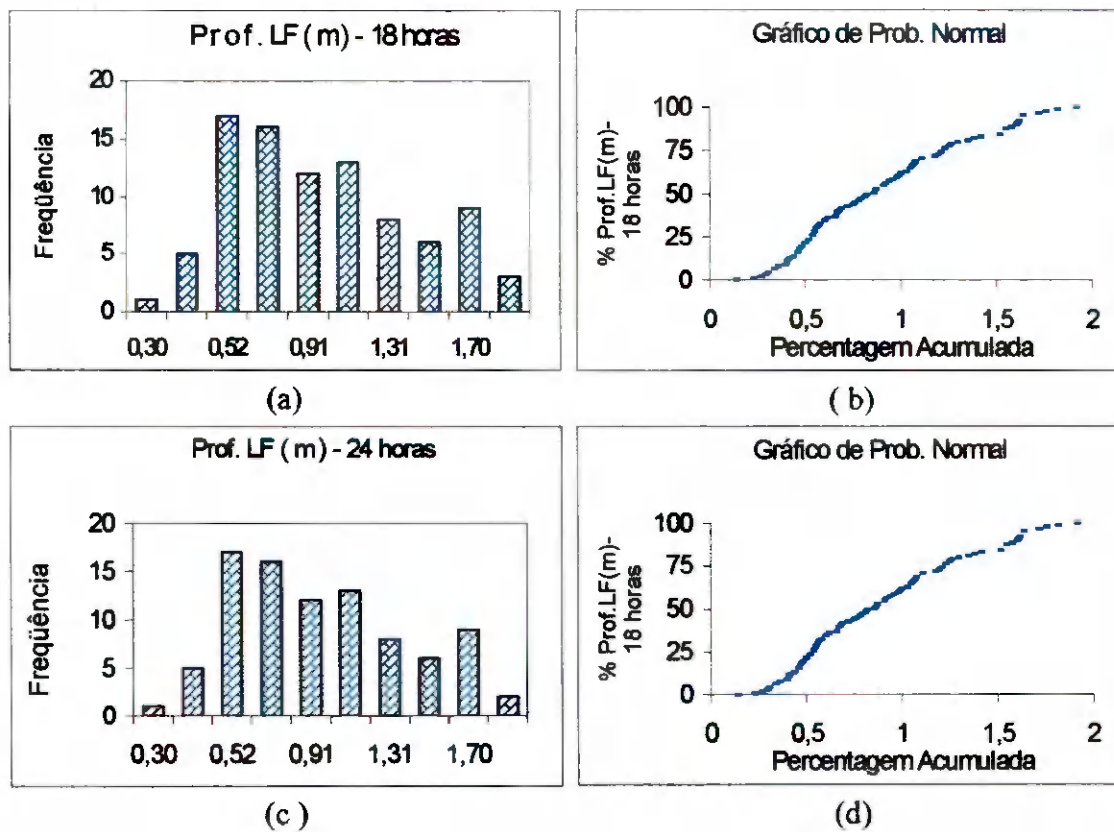 Prof. LF ( m) - 18 horas
Freqüência
20
15
10
5
0
0,30 0,52 0,91 1,31 1,70
(a)
Gráfico de Prob. Normal
% Prof.LF(m)-
18 horas
100
75
50
25
0
0 0,5 1 1,5 2
Percentagem Acumulada
( b)
Prof. LF ( m) - 24 horas
Freqüência
20
15
10
5
0
0,30 0,52 0,91 1,31 1,70
(c )
Gráfico de Prob. Normal
% Prof.LF(m)-
18 horas
100
75
50
25
0
0 0,5 1 1,5 2
Percentagem Acumulada
(d)